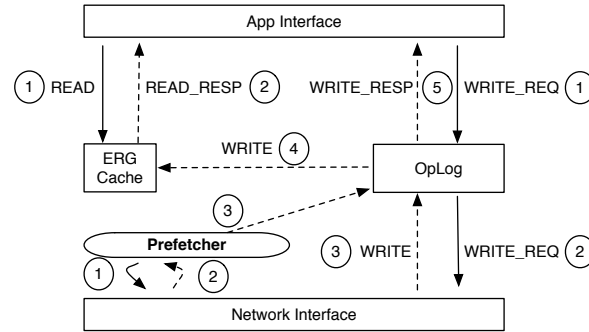 App Interface
1 READ
READ_RESP 2
WRITE_RESP 5
WRITE_REQ 1
WRITE 4
ERG
Cache
OpLog
3
Prefetcher
1
2
3 WRITE
WRITE_REQ 2
Network Interface